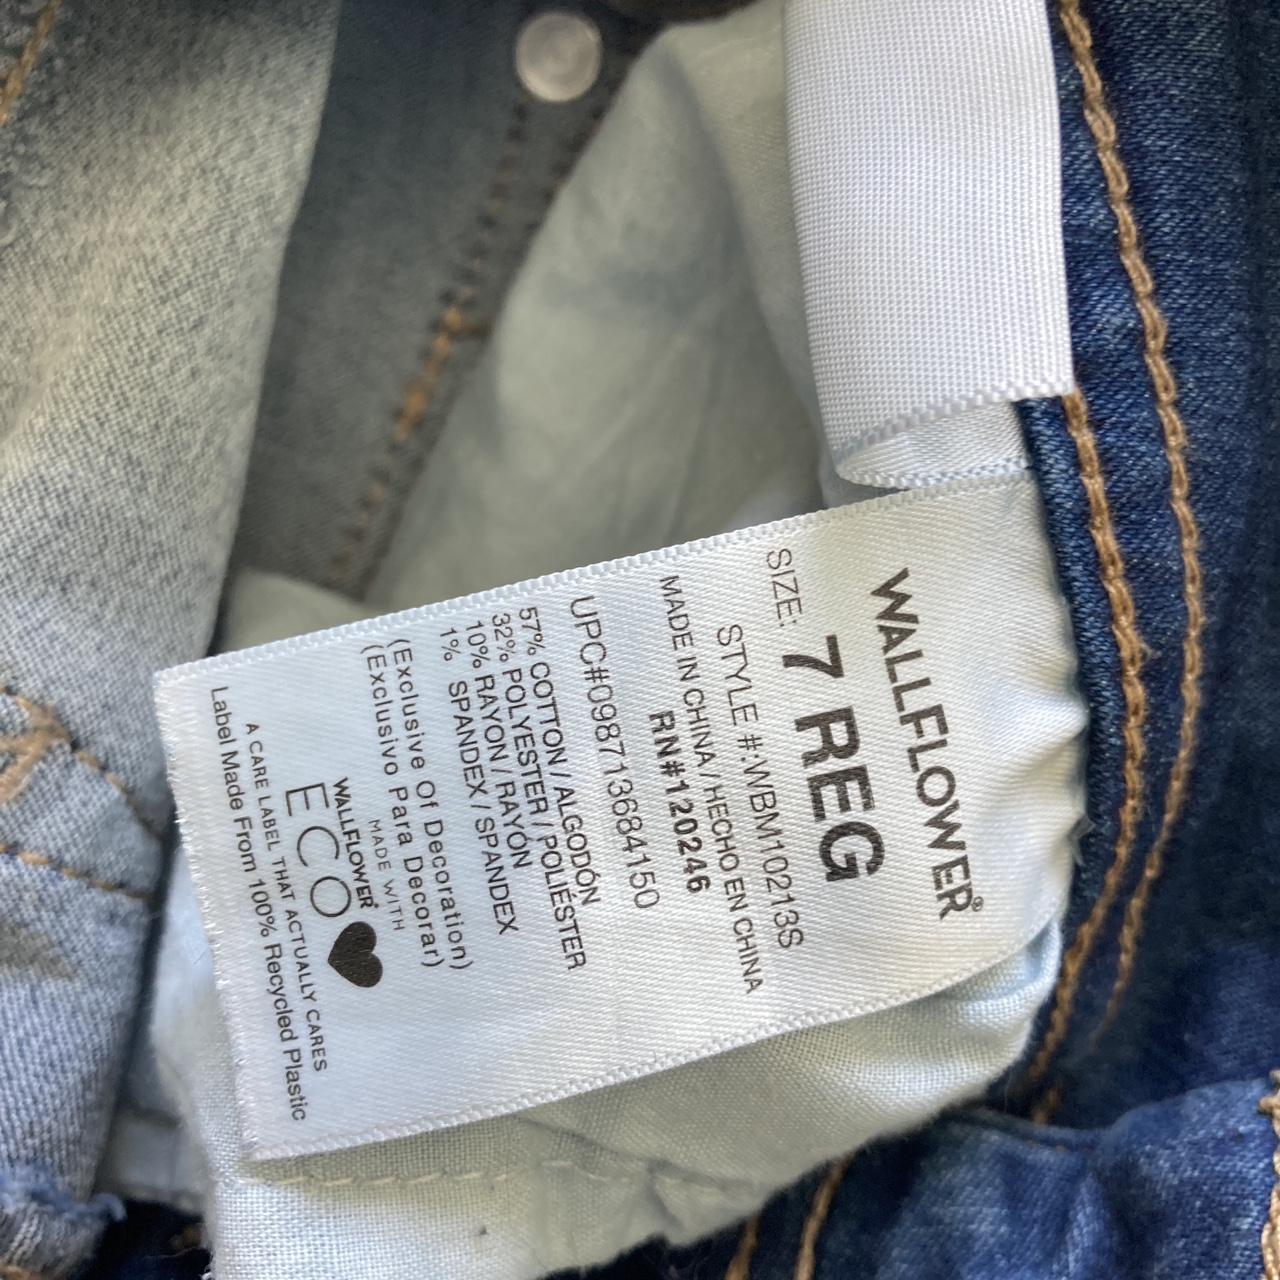 WALLFLOWER®
SIZE: 7 REG
STYLE #:WBM10213S
MADE IN CHINA / HECHO EN CHINA
RN#120246
UPC#098713684150
57% COTTON / ALGODÓN
32% POLYESTER / POLIÉSTER
10% RAYON / RAYÓN
1% SPANDEX / SPANDEX
(Exclusive Of Decoration)
(Exclusivo Para Decorar)
MADE WITH
WALLFLOWER
ECO
A CARE LABEL THAT ACTUALLY CARES
Label Made From 100% Recycled Plastic